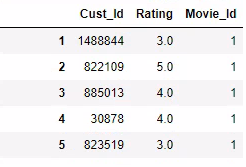 Cust_Id Rating Movie_Id
1 1488844 3.0 1
2 822109 5.0 1
3 885013 4.0 1
4 30878 4.0 1
5 823519 3.0 1